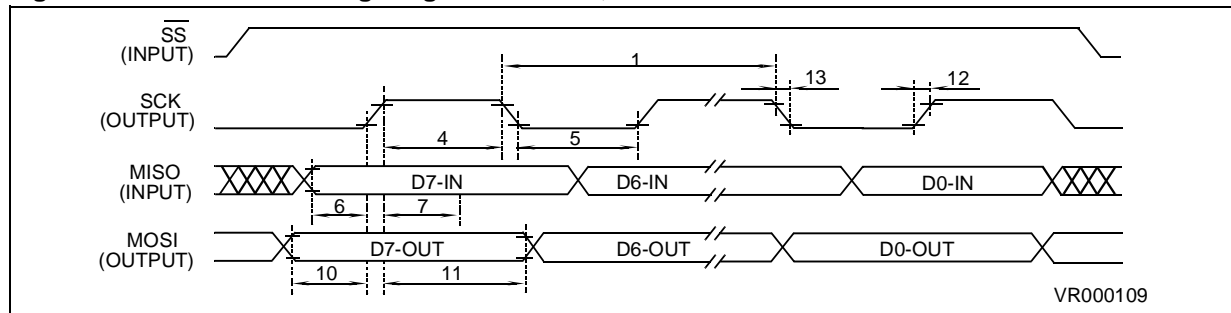 SS
(INPUT)
1
13
12
SCK
(OUTPUT)
4
5
MISO
(INPUT)
D7-IN
D6-IN
D0-IN
6
7
MOSI
(OUTPUT)
D7-OUT
D6-OUT
D0-OUT
10
11
VR000109